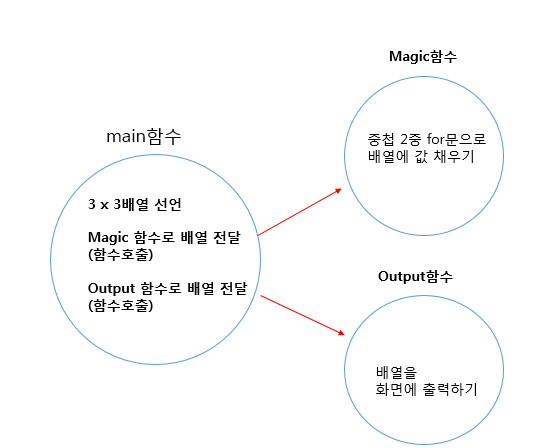 main함수
3 x 3배열 선언
Magic 함수로 배열 전달
(함수호출)
Output 함수로 배열 전달
(함수호출)
Magic함수
중첩 2중 for문으로
배열에 값 채우기
Output함수
배열을
화면에 출력하기